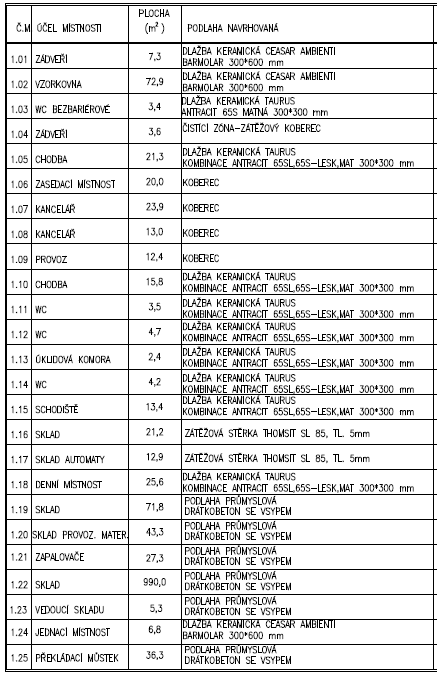 Č.M. ÚČEL MÍSTNOSTI PLOCHA (m²) PODLAHA NAVRHOVANÁ
1.01 ZÁDVEŘÍ 7,3 DLAŽBA KERAMICKÁ CEASAR AMBIENTI
BARMOLAR 300*600 mm
1.02 VZORKOVNA 72,9 DLAŽBA KERAMICKÁ CEASAR AMBIENTI
BARMOLAR 300*600 mm
1.03 WC BEZBARIÉROVÉ 3,4 DLAŽBA KERAMICKÁ TAURUS
ANTRACIT 65S MATNÁ 300*300 mm
1.04 ZÁDVEŘÍ 3,6 ČISTÍCÍ ZÓNA-ZÁTĚŽOVÝ KOBEREC
1.05 CHODBA 21,3 DLAŽBA KERAMICKÁ TAURUS
KOMBINACE ANTRACIT 65SL,65S-LESK,MAT 300*300 mm
1.06 ZASEDACÍ MÍSTNOST 20,0 KOBEREC
1.07 KANCELÁŘ 23,9 KOBEREC
1.08 KANCELÁŘ 13,0 KOBEREC
1.09 PROVOZ 12,4 KOBEREC
1.10 CHODBA 15,8 DLAŽBA KERAMICKÁ TAURUS
KOMBINACE ANTRACIT 65SL,65S-LESK,MAT 300*300 mm
1.11 WC 3,5 DLAŽBA KERAMICKÁ TAURUS
KOMBINACE ANTRACIT 65SL,65S-LESK,MAT 300*300 mm
1.12 WC 4,7 DLAŽBA KERAMICKÁ TAURUS
KOMBINACE ANTRACIT 65SL,65S-LESK,MAT 300*300 mm
1.13 ÚKLIDOVÁ KOMORA 2,4 DLAŽBA KERAMICKÁ TAURUS
KOMBINACE ANTRACIT 65SL,65S-LESK,MAT 300*300 mm
1.14 WC 4,2 DLAŽBA KERAMICKÁ TAURUS
KOMBINACE ANTRACIT 65SL,65S-LESK,MAT 300*300 mm
1.15 SCHODIŠTĚ 13,4 DLAŽBA KERAMICKÁ TAURUS
KOMBINACE ANTRACIT 65SL,65S-LESK,MAT 300*300 mm
1.16 SKLAD 21,2 ZÁTĚŽOVÁ STĚRKA THOMSIT SL 85, TL. 5mm
1.17 SKLAD AUTOMATY 12,9 ZÁTĚŽOVÁ STĚRKA THOMSIT SL 85, TL. 5mm
1.18 DENNÍ MÍSTNOST 25,6 DLAŽBA KERAMICKÁ TAURUS
KOMBINACE ANTRACIT 65SL,65S-LESK,MAT 300*300 mm
1.19 SKLAD 71,8 PODLAHA PRŮMYSLOVÁ
DRÁTKOBETON SE VSYPEM
1.20 SKLAD PROVOZ. MATER. 43,3 PODLAHA PRŮMYSLOVÁ
DRÁTKOBETON SE VSYPEM
1.21 ZAPALOVAČE 27,3 PODLAHA PRŮMYSLOVÁ
DRÁTKOBETON SE VSYPEM
1.22 SKLAD 990,0 PODLAHA PRŮMYSLOVÁ
DRÁTKOBETON SE VSYPEM
1.23 VEDOUCÍ SKLADU 5,3 PODLAHA PRŮMYSLOVÁ
DRÁTKOBETON SE VSYPEM
1.24 JEDNACÍ MÍSTNOST 6,8 DLAŽBA KERAMICKÁ CEASAR AMBIENTI
BARMOLAR 300*600 mm
1.25 PŘEKLÁDACÍ MŮSTEK 36,3 PODLAHA PRŮMYSLOVÁ
DRÁTKOBETON SE VSYPEM